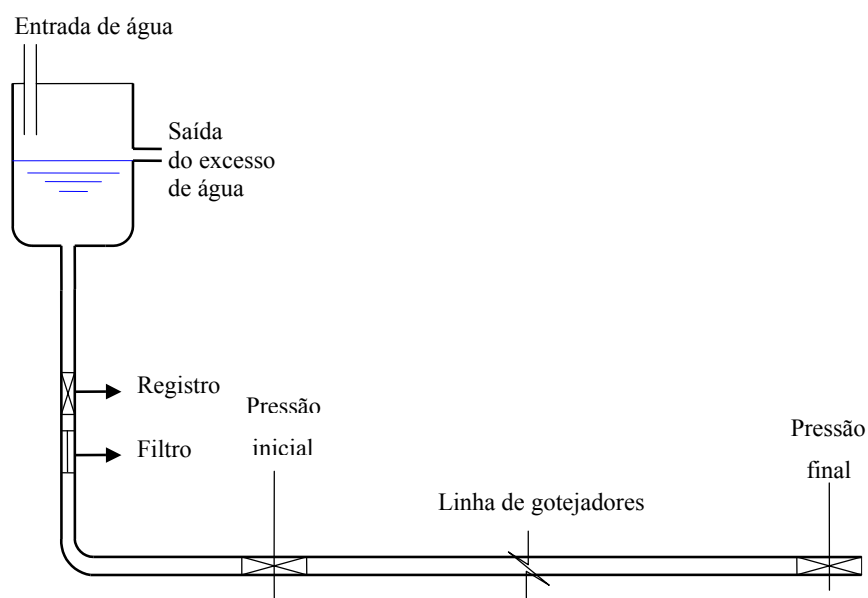 Entrada de água
Saída
do excesso
de água
Registro
Filtro
Pressão
inicial
Linha de gotejadores
Pressão
final